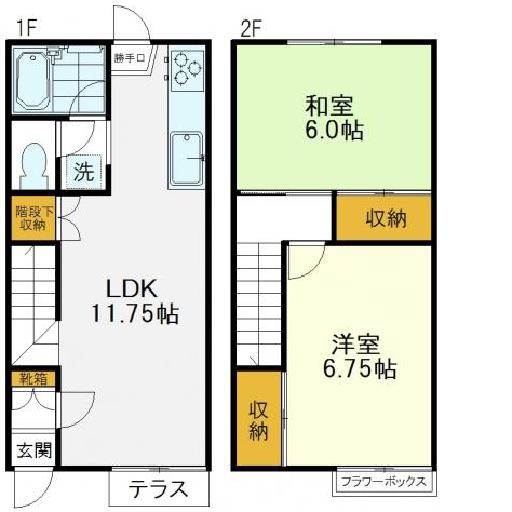 1F
勝手口
洗
階段下
収納
LDK
11.75帖
靴箱
玄関
テラス
2F
和室
6.0帖
収納
洋室
6.75帖
収納
フラワーボックス